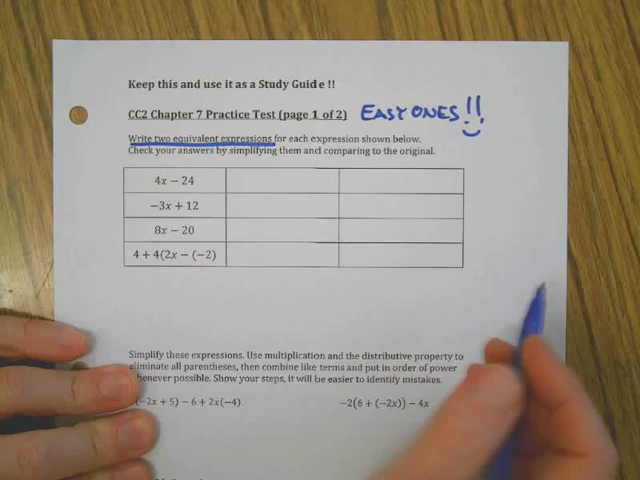 Keep this and use it as a Study Guide !!
CC2 Chapter 7 Practice Test (page 1 of 2) EASY ONES!!
Write two equivalent expressions for each expression shown below.
Check your answers by simplifying them and comparing to the original.
4x − 24
−3x + 12
8x − 20
4 + 4(2x − (−2)
Simplify these expressions. Use multiplication and the distributive property to
eliminate all parentheses, then combine like terms and put in order of power
whenever possible. Show your steps, it will be easier to identify mistakes.
(−2x + 5) − 6 + 2x(−4) −2(6 + (−2x)) − 4x